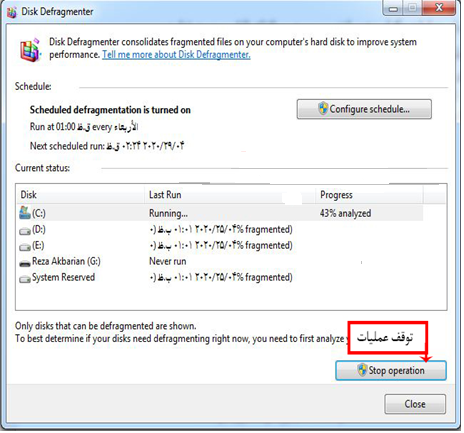 Disk Defragmenter
Disk Defragmenter consolidates fragmented files on your computer's hard disk to improve system
performance. Tell me more about Disk Defragmenter.
Schedule:
Scheduled defragmentation is turned on
Run at 01:00 ق.ظ every الأربعاء
Next scheduled run: ۰۲:۲۴ ۲۰۲۰/۲۹/۰۴ ق.ظ
Configure schedule...
Current status:
Disk Last Run Progress
(C:) Running... 43% analyzed
(D:) ۰) ب.ظ ۰۱:۰۱ ۲۰۲۰/۲۵/۰۴% fragmented)
(E:) ۰) ب.ظ ۰۱:۰۱ ۲۰۲۰/۲۵/۰۴% fragmented)
Reza Akbarian (G:) Never run
System Reserved ۰) ب.ظ ۰۱:۰۱ ۲۰۲۰/۲۵/۰۴% fragmented)
Only disks that can be defragmented are shown.
To best determine if your disks need defragmenting right now, you need to first analyze
توقف عملیات
Stop operation
Close